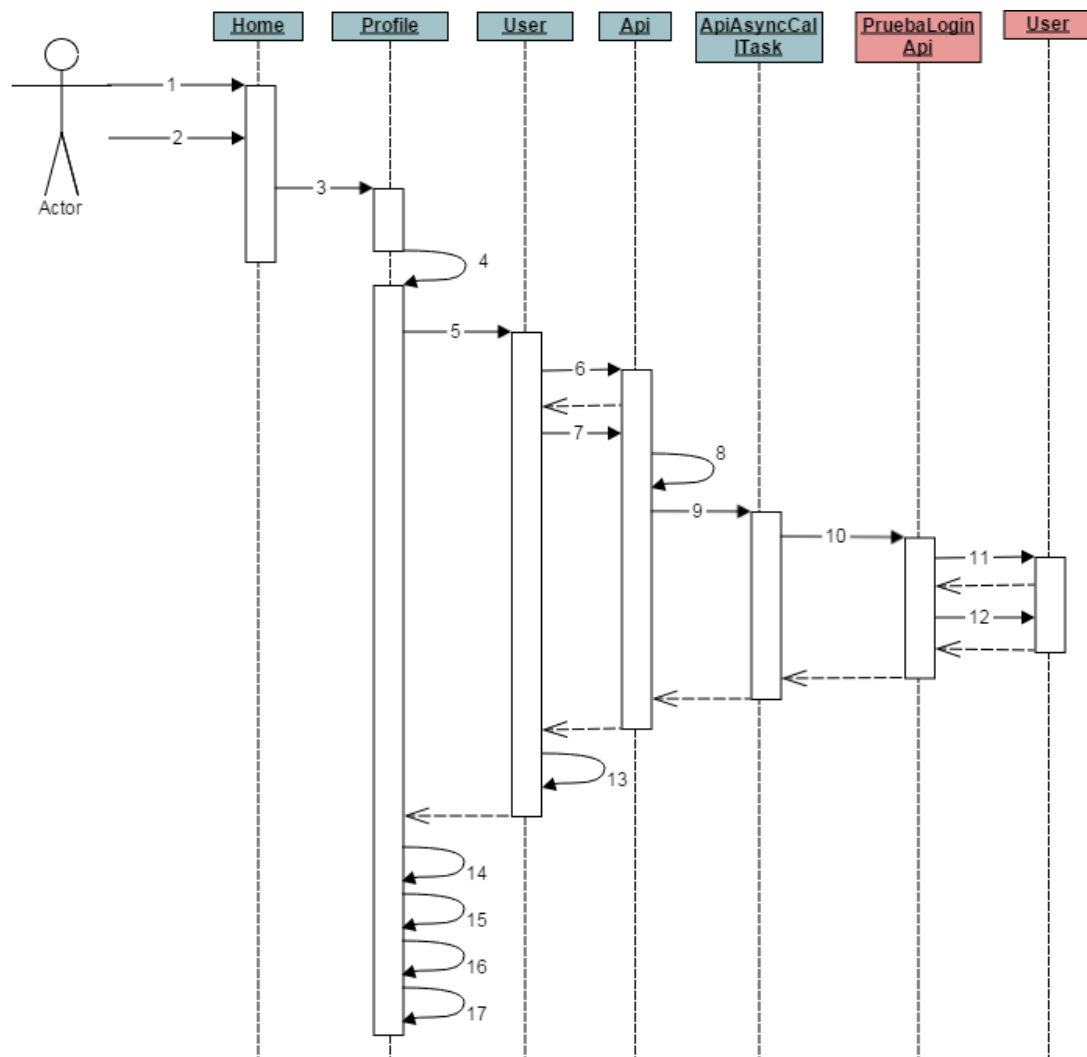 Home
Profile
User
Api
ApiAsyncCal
lTask
PruebaLogin
Api
User
1
2
3
Actor
4
5
6
7
8
9
10
11
12
13
14
15
16
17